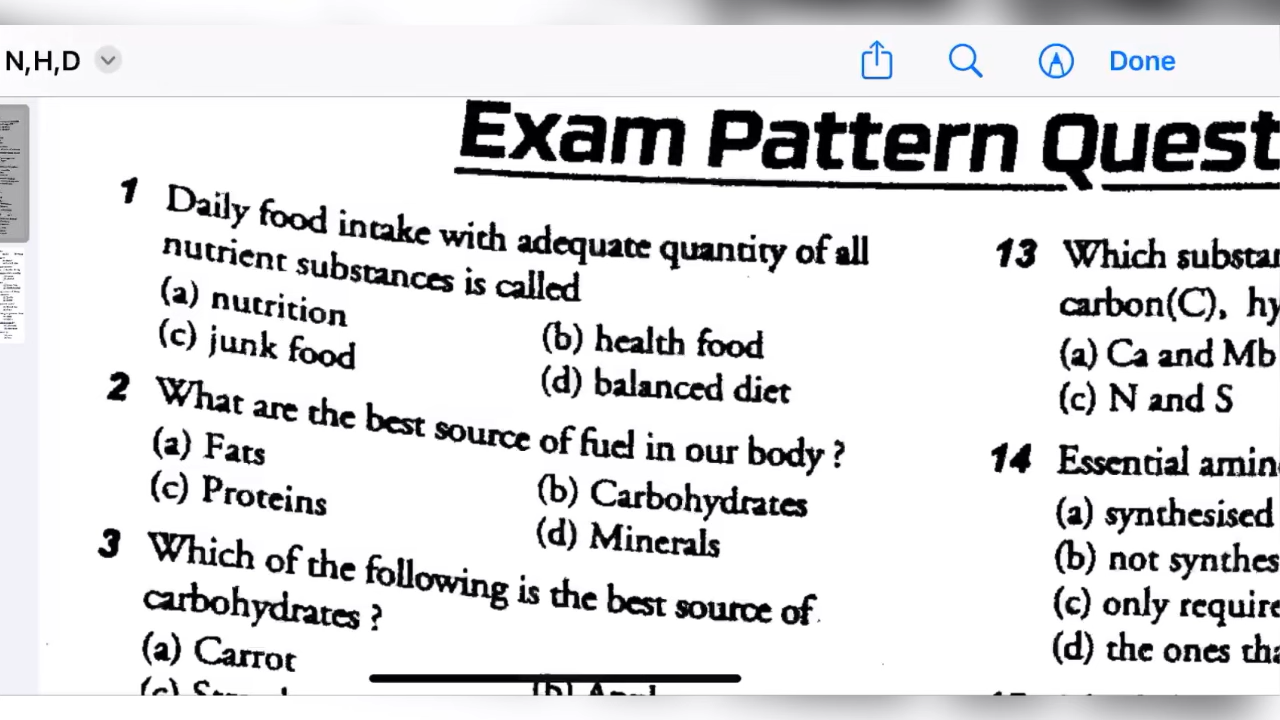 N,H,D
Done
Exam Pattern Quest
1 Daily food intake with adequate quantity of all
nutrient substances is called
(a) nutrition
(b) health food
(c) junk food
(d) balanced diet
2 What are the best source of fuel in our body ?
(a) Fats
(b) Carbohydrates
(c) Proteins
(d) Minerals
3 Which of the following is the best source of
carbohydrates ?
(a) Carrot
13 Which substan
carbon(C), hy
(a) Ca and Mb
(c) N and S
14 Essential amin
(a) synthesised
(b) not synthes
(c) only require
(d) the ones tha